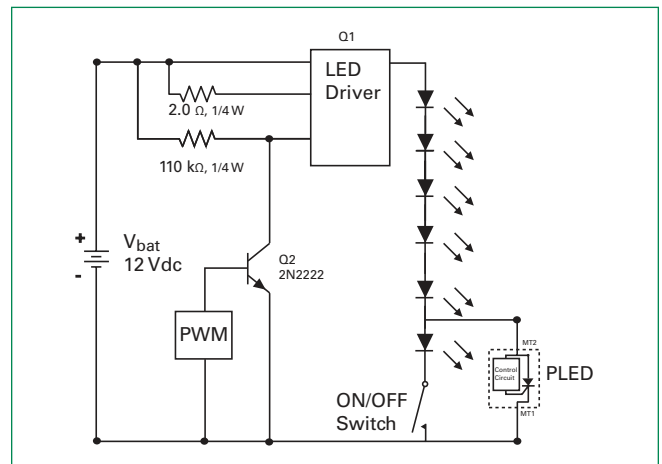 Q1
LED
Driver
2.0 Ω, 1/4 W
110 kΩ, 1/4 W
+
Vbat
12 Vdc
-
Q2
2N2222
PWM
MT2
Control
Circuit
PLED
MT1
ON/OFF
Switch